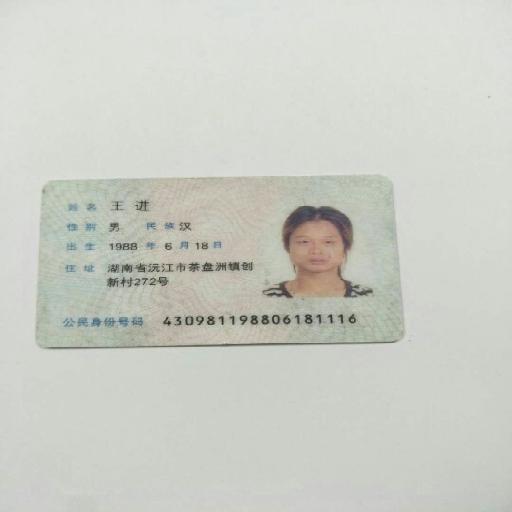 姓名 王进
性别 男 民族 汉
出生 1988 年 6 月 18 日
住址 湖南省沅江市茶盘洲镇创
新村272号
公民身份号码 430981198806181116